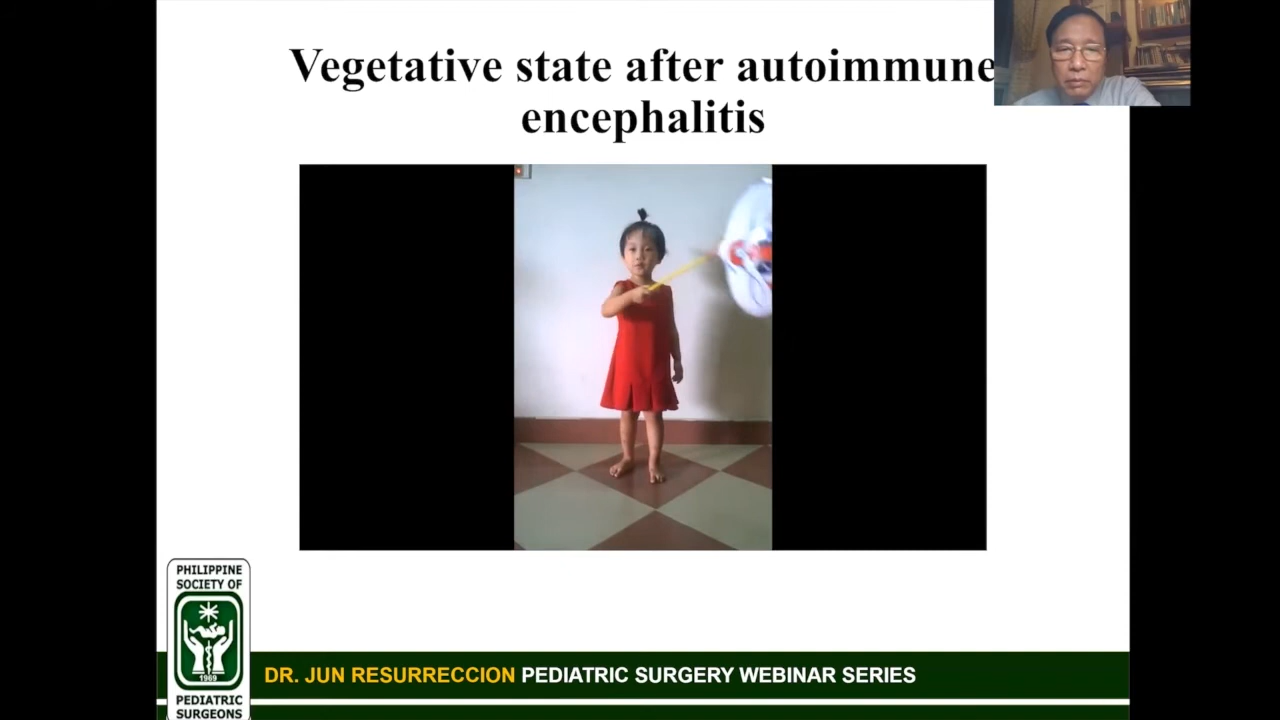 Vegetative state after autoimmune
encephalitis
PHILIPPINE
SOCIETY OF
1969
PEDIATRIC
SURGEONS
DR. JUN RESURRECCION PEDIATRIC SURGERY WEBINAR SERIES